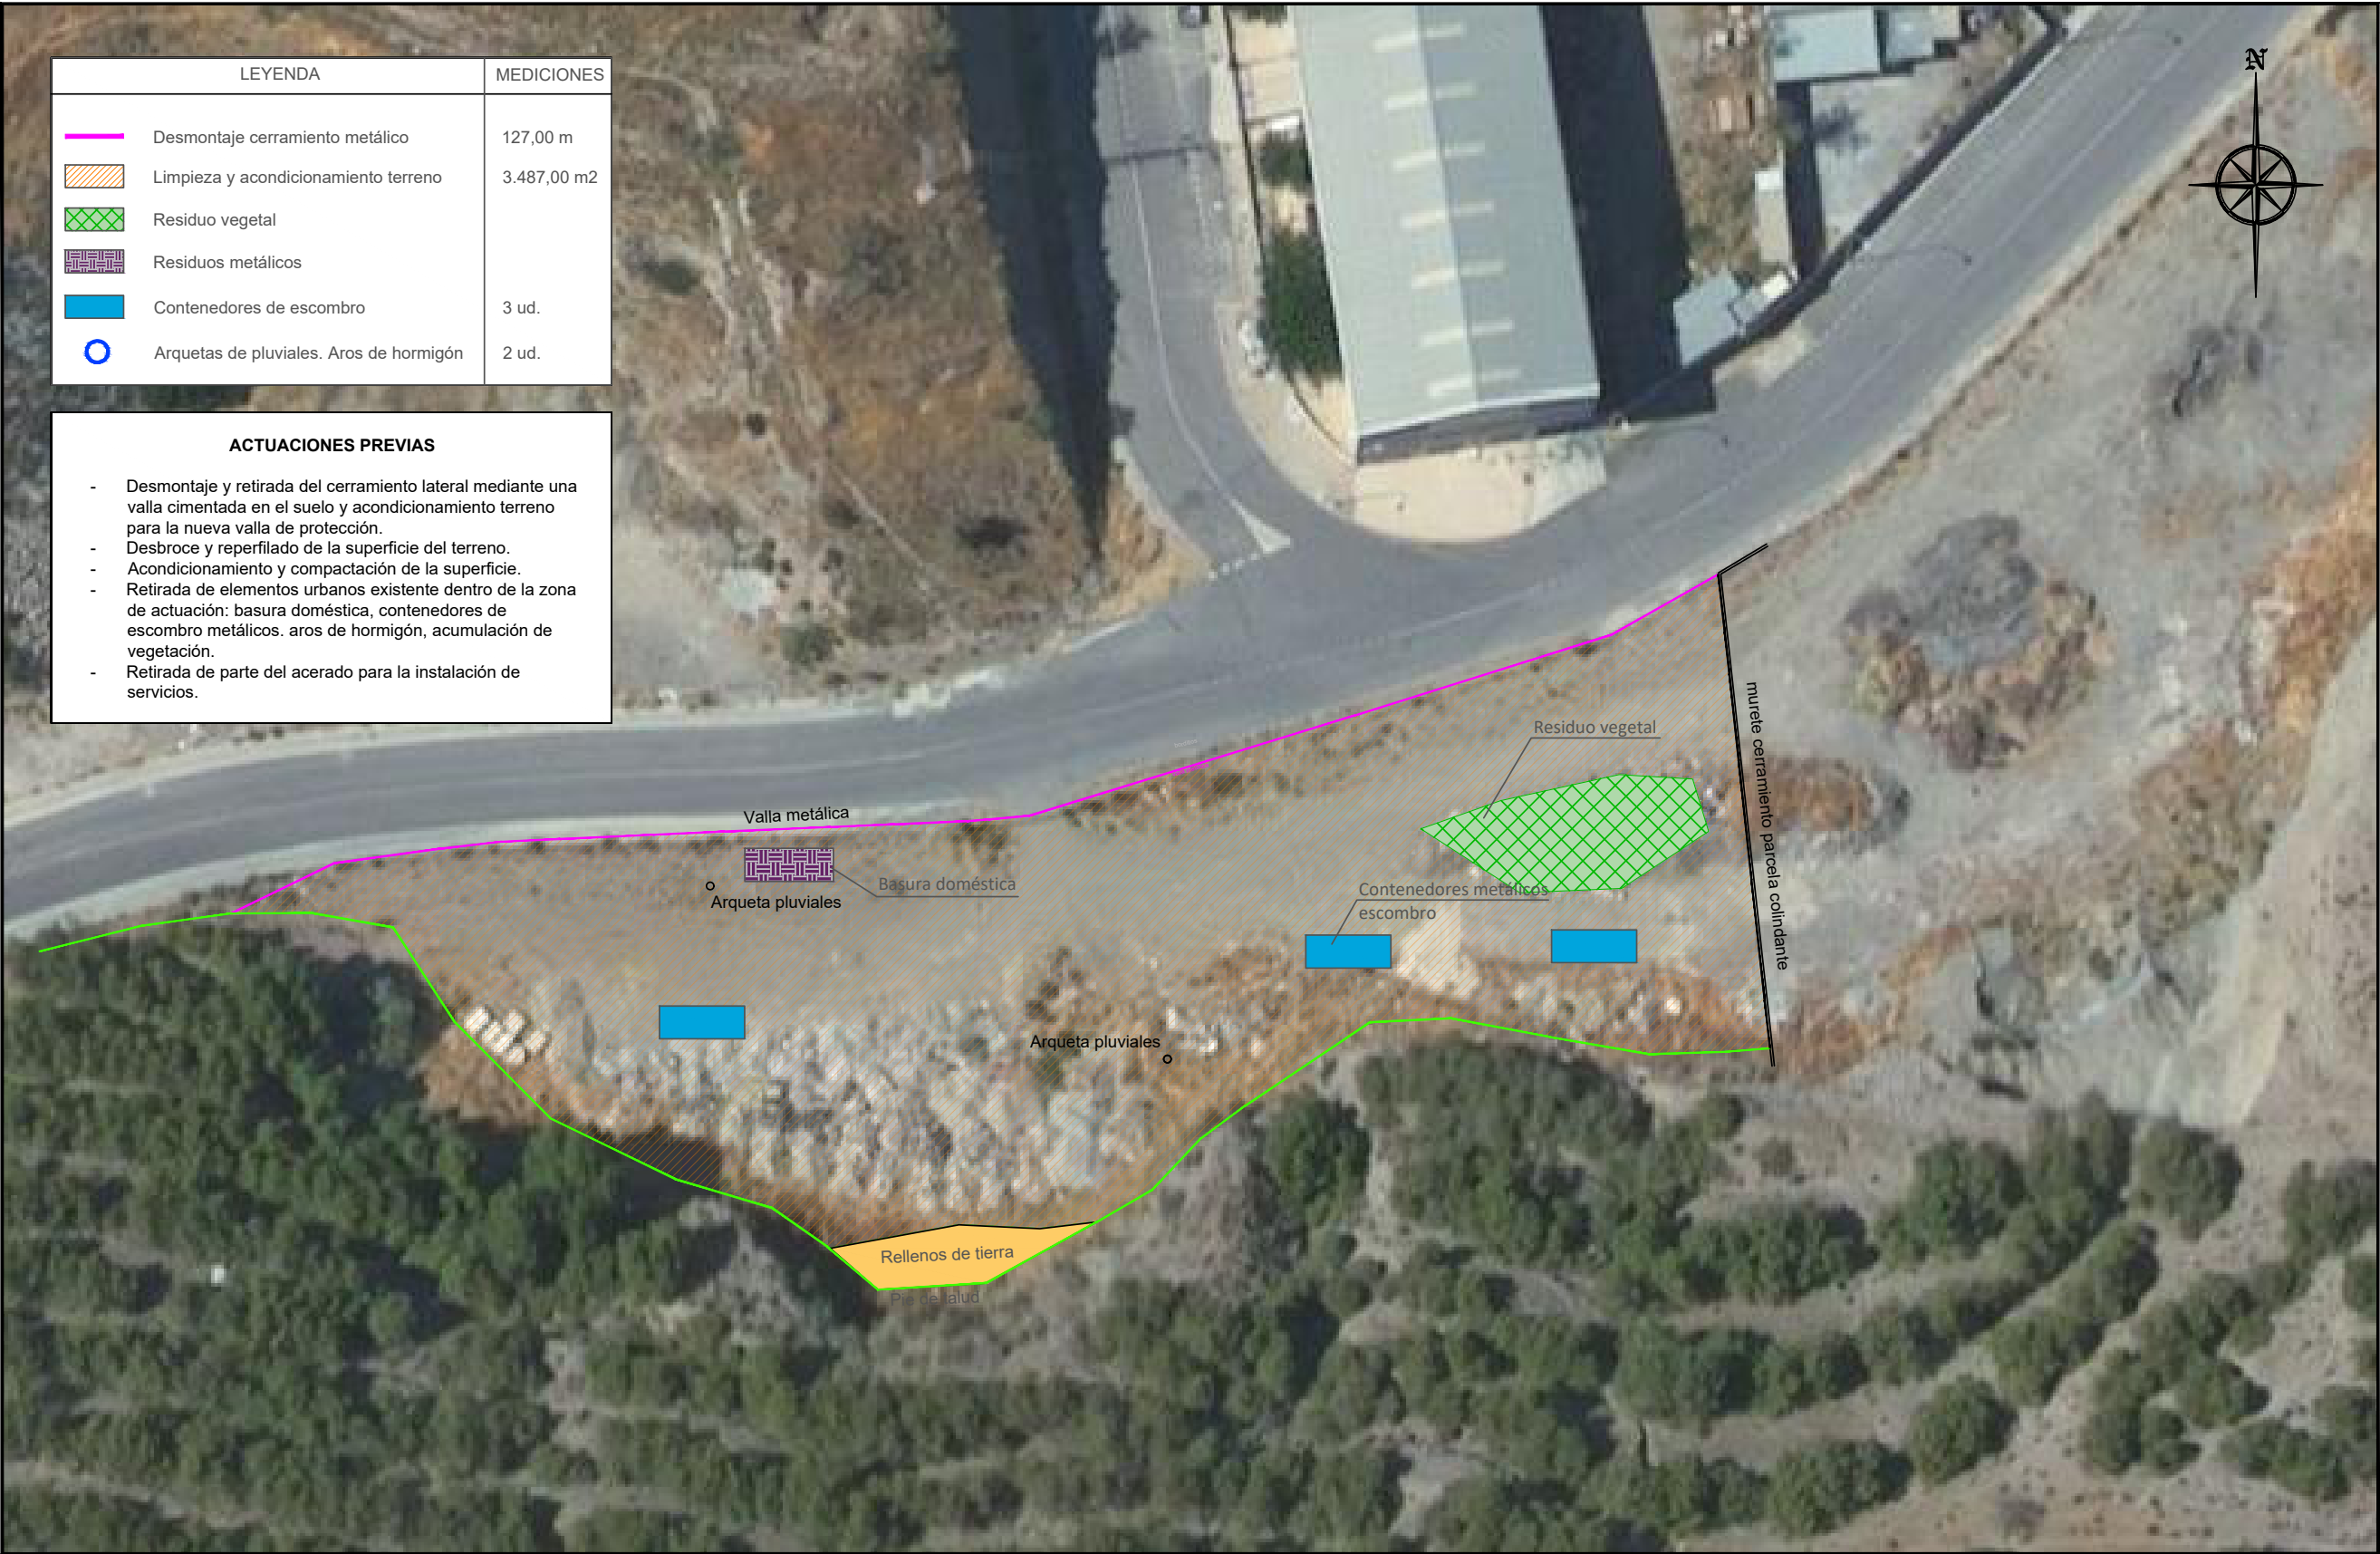 LEYENDA MEDICIONES
Desmontaje cerramiento metálico 127,00 m
Limpieza y acondicionamiento terreno 3.487,00 m2
Residuo vegetal
Residuos metálicos
Contenedores de escombro 3 ud.
Arquetas de pluviales. Aros de hormigón 2 ud.
ACTUACIONES PREVIAS
- Desmontaje y retirada del cerramiento lateral mediante una
valla cimentada en el suelo y acondicionamiento terreno
para la nueva valla de protección.
- Desbroce y reperfilado de la superficie del terreno.
- Acondicionamiento y compactación de la superficie.
- Retirada de elementos urbanos existente dentro de la zona
de actuación: basura doméstica, contenedores de
escombro metálicos. aros de hormigón, acumulación de
vegetación.
- Retirada de parte del acerado para la instalación de
servicios.
N
Residuo vegetal
murete cerramiento parcela colindante
Valla metálica
Basura doméstica
Arqueta pluviales
Contenedores metálicos
escombro
Arqueta pluviales
Rellenos de tierra
Pie de talud